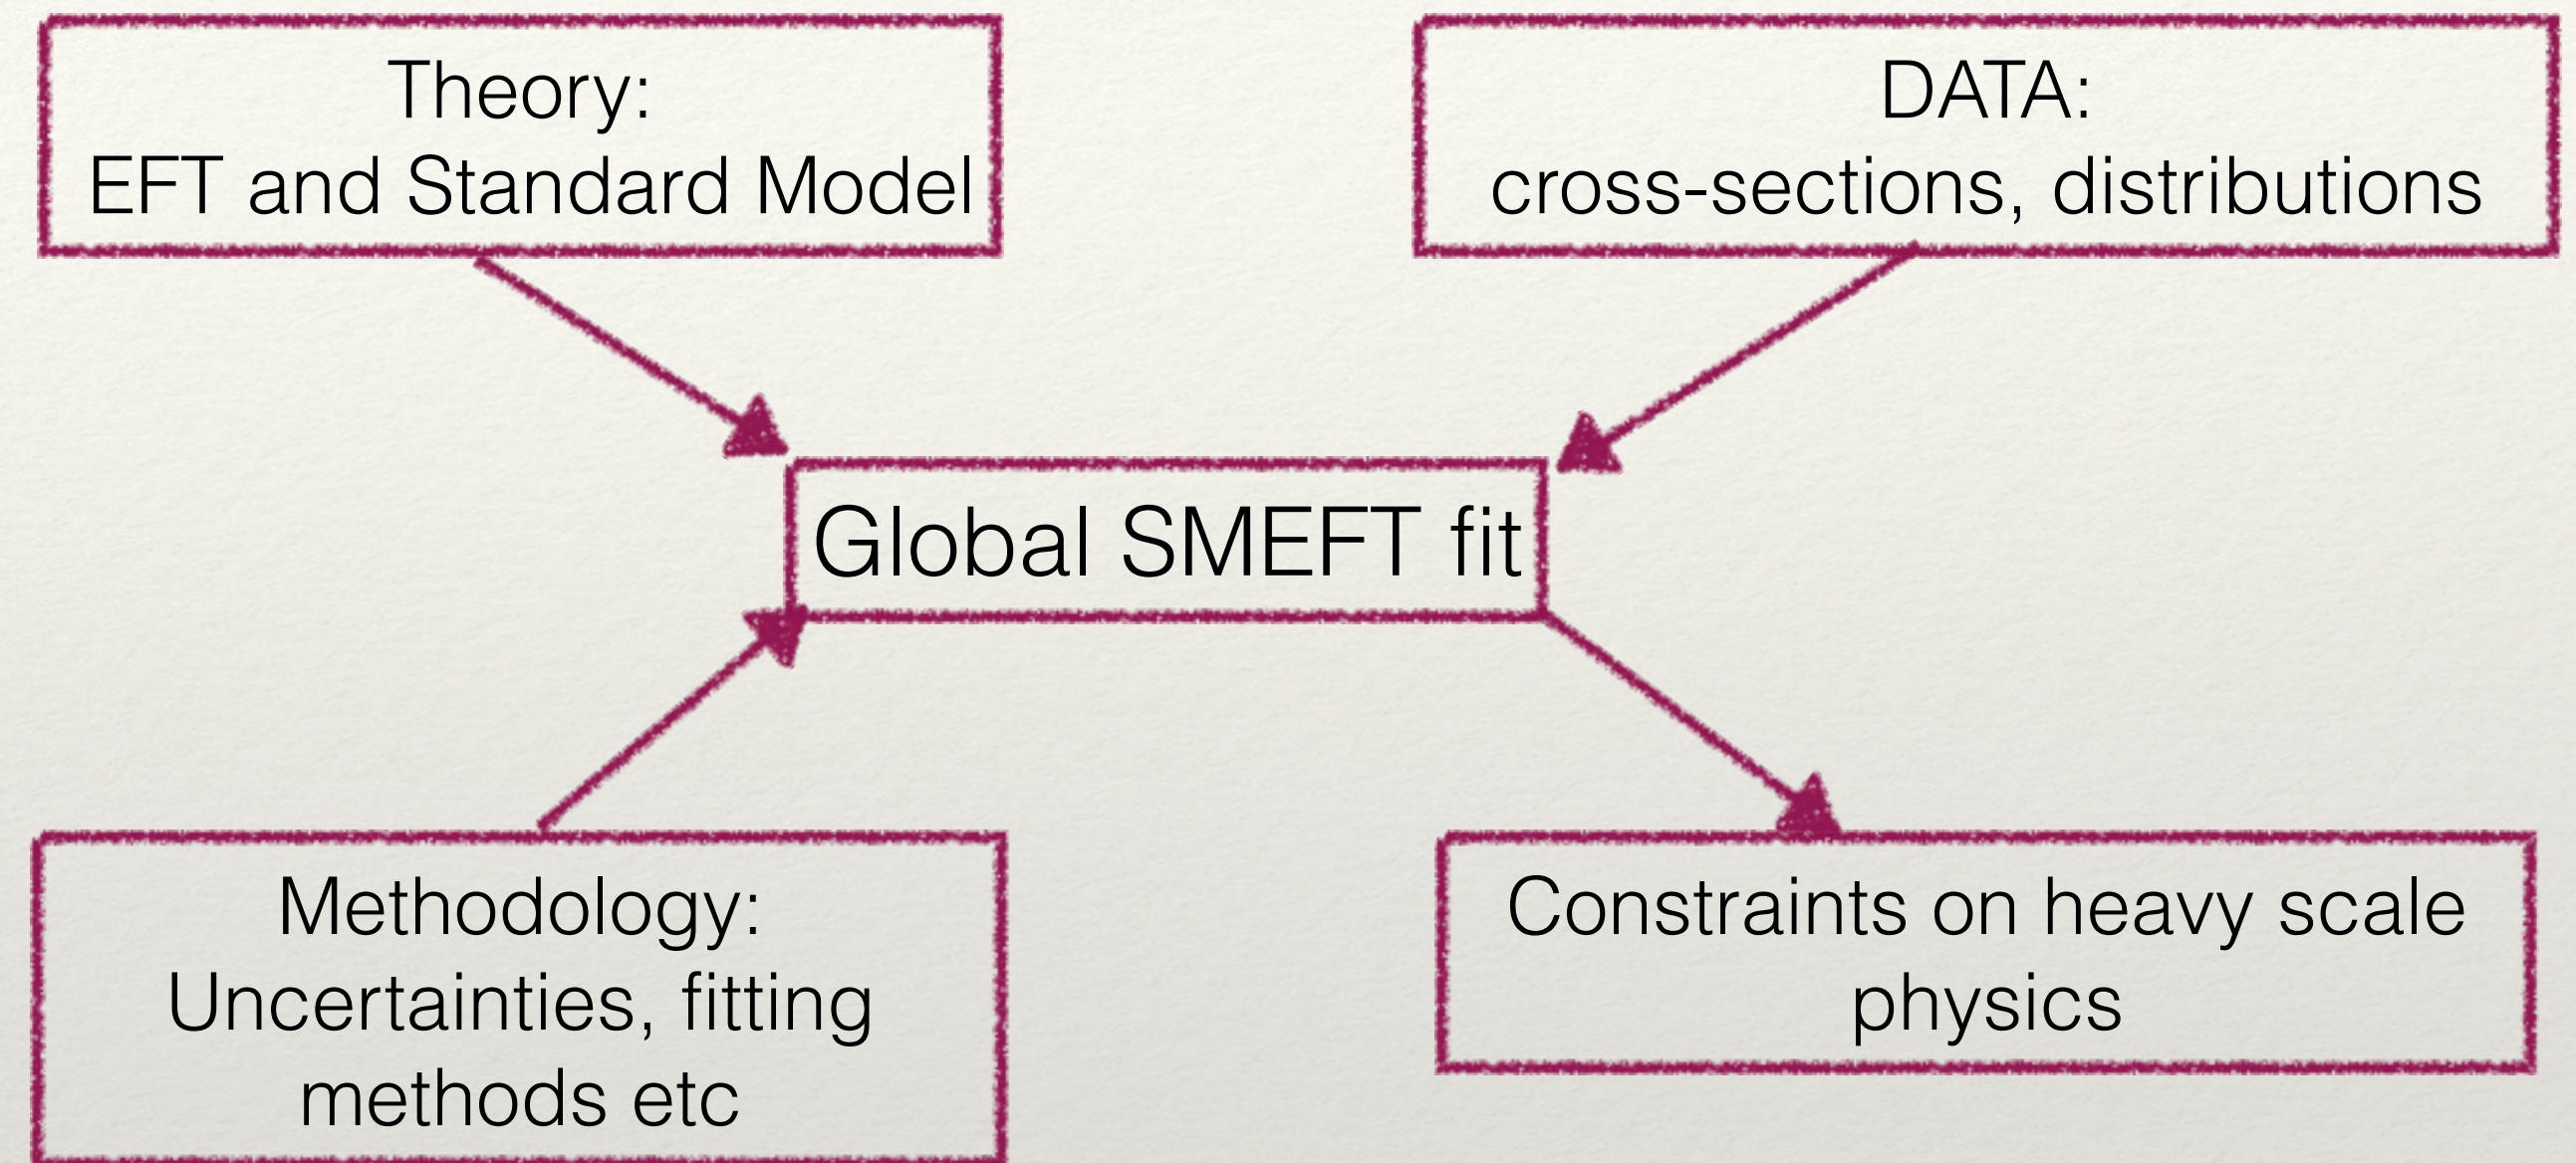 Theory:
EFT and Standard Model
DATA:
cross-sections, distributions
Global SMEFT fit
Methodology:
Uncertainties, fitting
methods etc
Constraints on heavy scale
physics